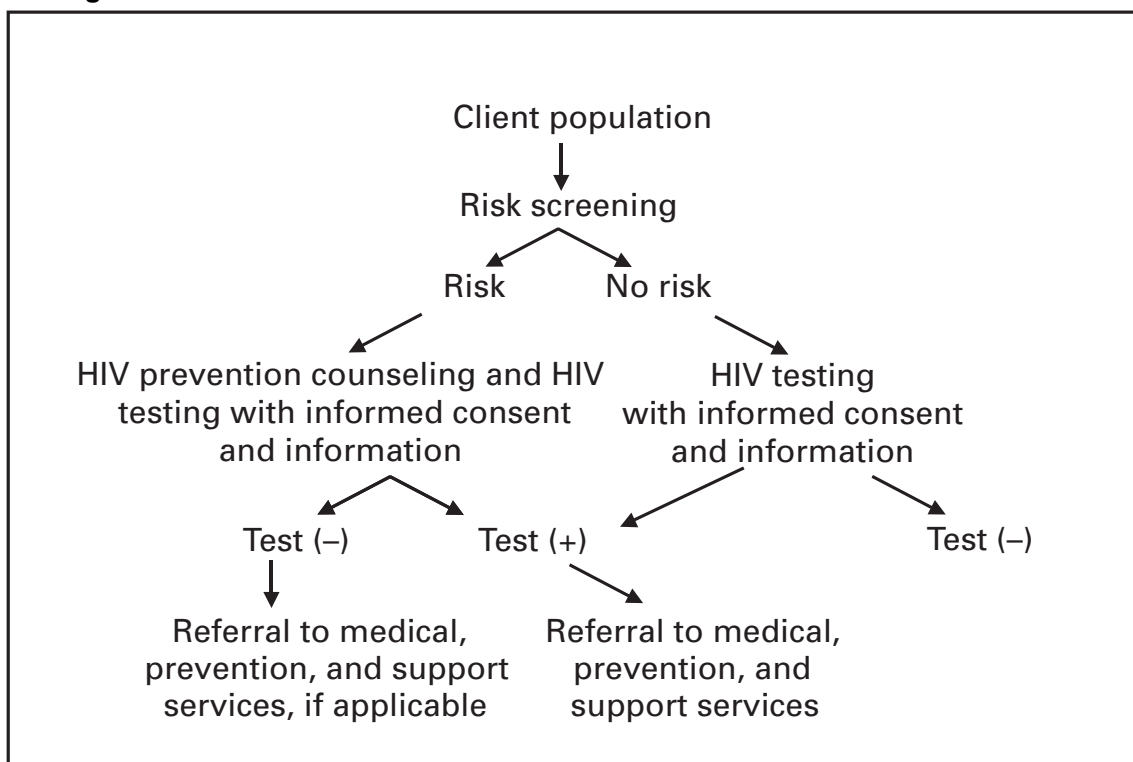 Client population
Risk screening
Risk
No risk
HIV prevention counseling and HIV
testing with informed consent
and information
HIV testing
with informed consent
and information
Test (–)
Test (+)
Test (–)
Referral to medical,
prevention, and support
services, if applicable
Referral to medical,
prevention, and
support services